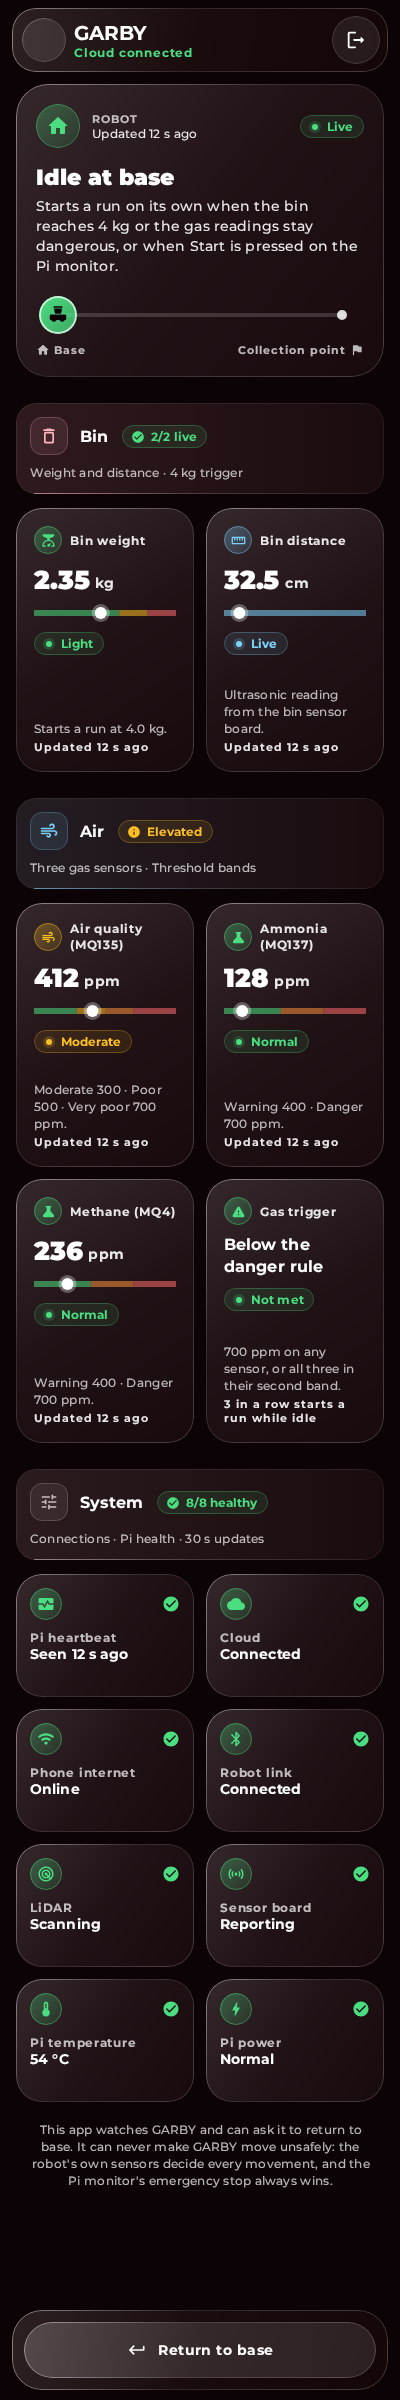 GARBY
Cloud connected
ROBOT
Updated 12 s ago
Live
Idle at base
Starts a run on its own when the bin
reaches 4 kg or the gas readings stay
dangerous, or when Start is pressed on the
Pi monitor.
Base
Collection point
Bin
2/2 live
Weight and distance · 4 kg trigger
Bin weight
2.35 kg
Light
Starts a run at 4.0 kg.
Updated 12 s ago
Bin distance
32.5 cm
Live
Ultrasonic reading
from the bin sensor
board.
Updated 12 s ago
Air
Elevated
Three gas sensors · Threshold bands
Air quality
(MQ135)
412 ppm
Moderate
Moderate 300 · Poor
500 · Very poor 700
ppm.
Updated 12 s ago
Ammonia
(MQ137)
128 ppm
Normal
Warning 400 · Danger
700 ppm.
Updated 12 s ago
Methane (MQ4)
236 ppm
Normal
Warning 400 · Danger
700 ppm.
Updated 12 s ago
Gas trigger
Below the
danger rule
Not met
700 ppm on any
sensor, or all three in
their second band.
3 in a row starts a
run while idle
System
8/8 healthy
Connections · Pi health · 30 s updates
Pi heartbeat
Seen 12 s ago
Cloud
Connected
Phone internet
Online
Robot link
Connected
LiDAR
Scanning
Sensor board
Reporting
Pi temperature
54 °C
Pi power
Normal
This app watches GARBY and can ask it to return to
base. It can never make GARBY move unsafely: the
robot's own sensors decide every movement, and the
Pi monitor's emergency stop always wins.
Return to base